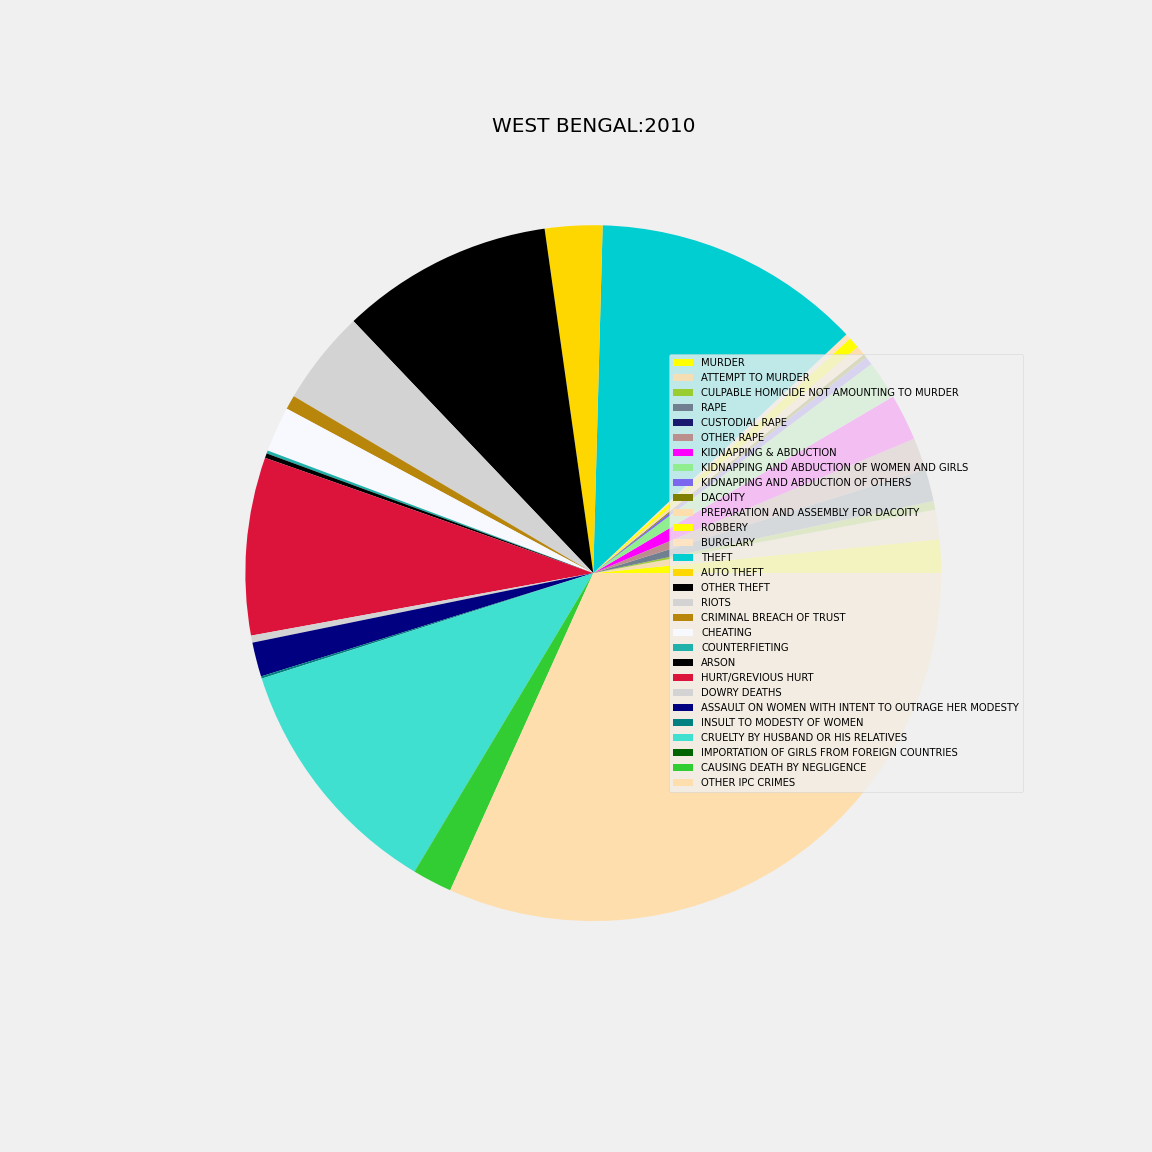 WEST BENGAL:2010
MURDER
ATTEMPT TO MURDER
CULPABLE HOMICIDE NOT AMOUNTING TO MURDER
RAPE
CUSTODIAL RAPE
OTHER RAPE
KIDNAPPING & ABDUCTION
KIDNAPPING AND ABDUCTION OF WOMEN AND GIRLS
KIDNAPPING AND ABDUCTION OF OTHERS
DACOITY
PREPARATION AND ASSEMBLY FOR DACOITY
ROBBERY
BURGLARY
THEFT
AUTO THEFT
OTHER THEFT
RIOTS
CRIMINAL BREACH OF TRUST
CHEATING
COUNTERFIETING
ARSON
HURT/GREVIOUS HURT
DOWRY DEATHS
ASSAULT ON WOMEN WITH INTENT TO OUTRAGE HER MODESTY
INSULT TO MODESTY OF WOMEN
CRUELTY BY HUSBAND OR HIS RELATIVES
IMPORTATION OF GIRLS FROM FOREIGN COUNTRIES
CAUSING DEATH BY NEGLIGENCE
OTHER IPC CRIMES